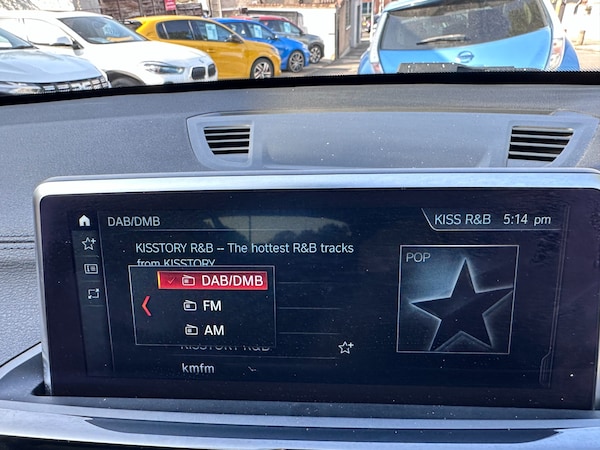 DAB/DMB
KISS R&B 5:14 pm
KISSTORY R&B -- The hottest R&B tracks
from KISSTORY
POP
DAB/DMB
FM
AM
KISSTORY R&B
kmfm